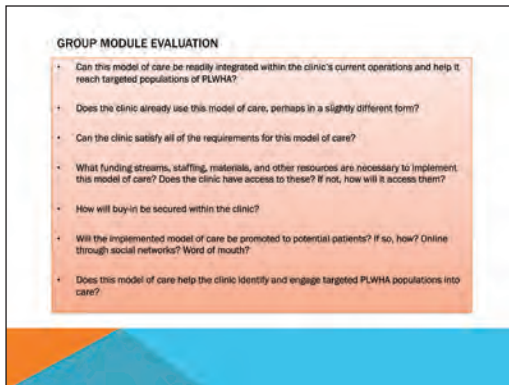 GROUP MODULE EVALUATION
• Can this model of care be readily integrated within the clinic's current operations and help it
reach targeted populations of PLWHA?
• Does the clinic already use this model of care, perhaps in a slightly different form?
• Can the clinic satisfy all of the requirements for this model of care?
• What funding streams, staffing, materials, and other resources are necessary to implement
this model of care? Does the clinic have access to these? If not, how will it access them?
• How will buy-in be secured within the clinic?
• Will the implemented model of care be promoted to potential patients? If so, how? Online
through social networks? Word of mouth?
• Does this model of care help the clinic identify and engage targeted PLWHA populations into
care?